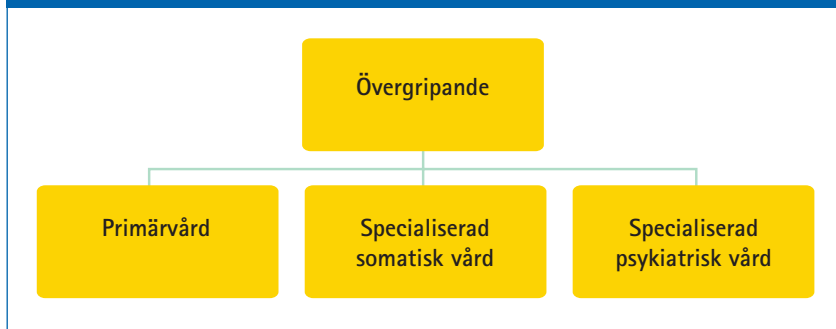 Övergripande
Primärvård
Specialiserad
somatisk vård
Specialiserad
psykiatrisk vård